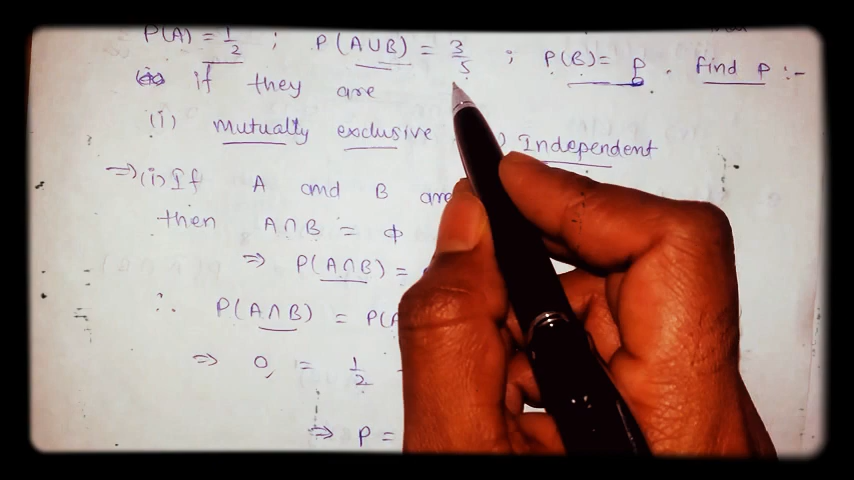 P(A) = 1/2 ; P(A∪B) = 3/5 ; P(B) = p . find p :-
if they are
(i) Mutually exclusive ) Independent
⇒ (i) If A and B are
then A∩B = ϕ
⇒ P(A∩B) =
∴ P(A∩B) = P(A
⇒ 0, = 1/2
⇒ P =